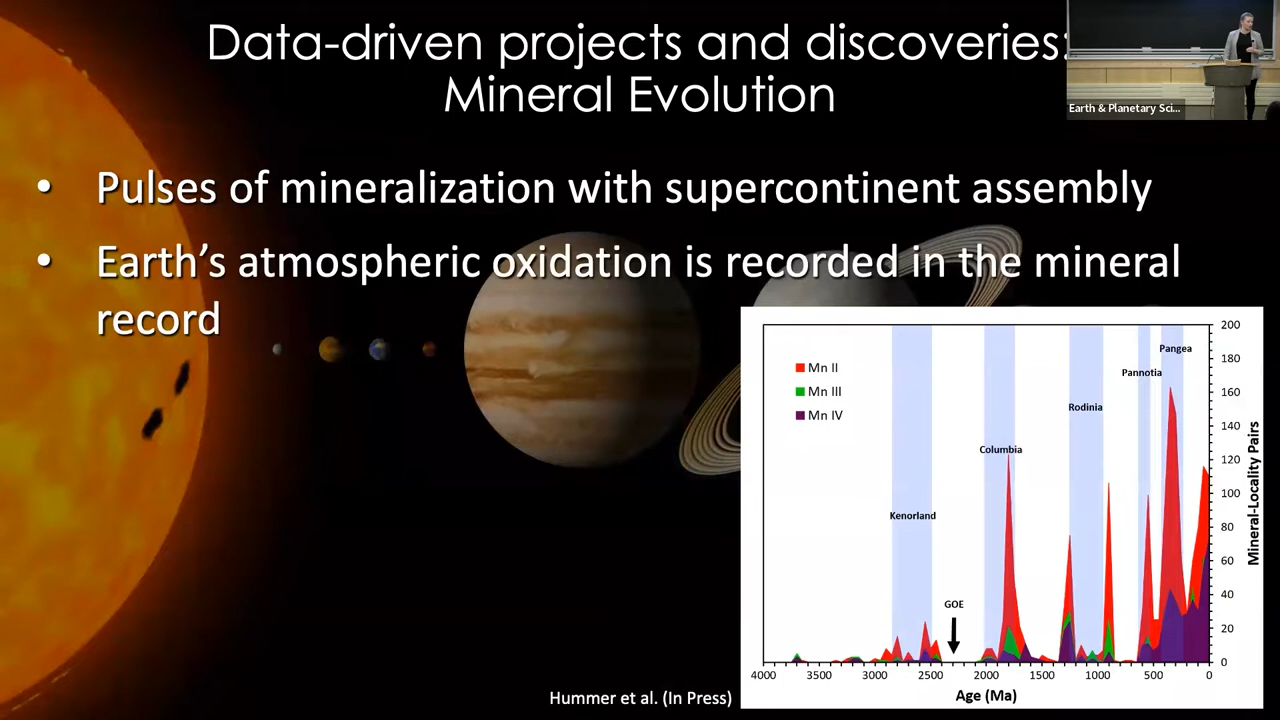 Data-driven projects and discoveries:
Mineral Evolution
Earth & Planetary Sci...
• Pulses of mineralization with supercontinent assembly
• Earth's atmospheric oxidation is recorded in the mineral
record
Mn II
Mn III
Mn IV
Kenorland
GOE
Columbia
Rodinia
Pannotia
Pangea
200
180
160
140
120
100
80
60
40
20
0
Mineral-Locality Pairs
4000 3500 3000 2500 2000 1500 1000 500 0
Age (Ma)
Hummer et al. (In Press)